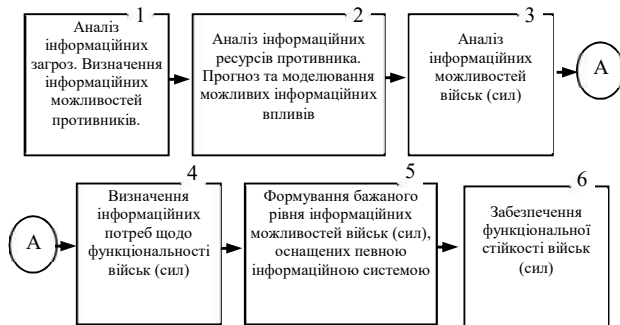 1
Аналіз
інформаційних
загроз. Визначення
інформаційних
можливостей
противників.
2
Аналіз інформаційних
ресурсів противника.
Прогноз та моделювання
можливих інформаційних
впливів
3
Аналіз
інформаційних
можливостей
військ (сил)
А
А
4
Визначення
інформаційних
потреб щодо
функціональності
військ (сил)
5
Формування бажаного
рівня інформаційних
можливостей військ (сил),
оснащених певною
інформаційною системою
6
Забезпечення
функціональної
стійкості військ
(сил)